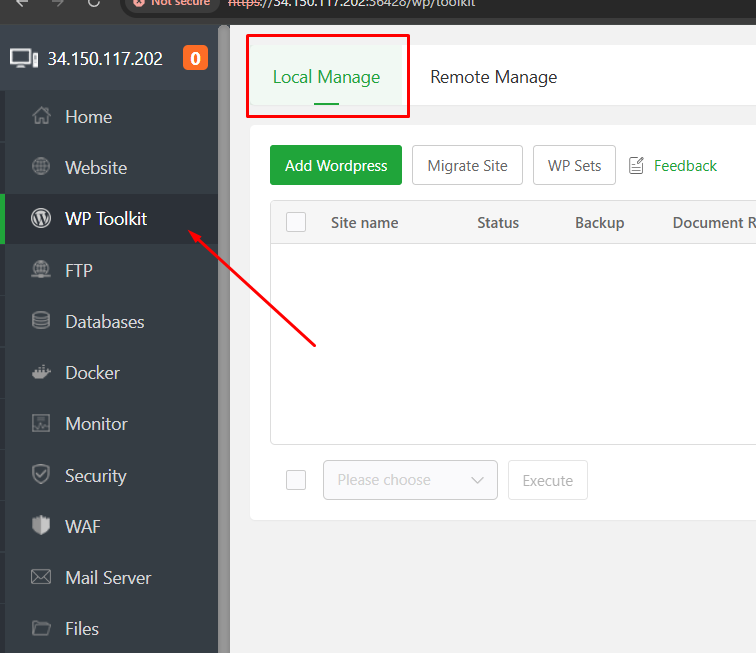 Not secure
https://34.150.117.202:36428/wp/toolkit
34.150.117.202
0
Home
Website
WP Toolkit
FTP
Databases
Docker
Monitor
Security
WAF
Mail Server
Files
Local Manage
Remote Manage
Add Wordpress
Migrate Site
WP Sets
Feedback
Site name
Status
Backup
Document R
Please choose
Execute